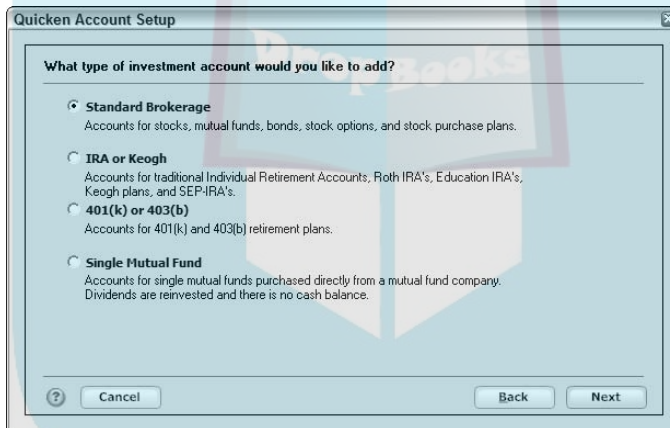 Quicken Account Setup
DropBooks
What type of investment account would you like to add?
Standard Brokerage
Accounts for stocks, mutual funds, bonds, stock options, and stock purchase plans.
IRA or Keogh
Accounts for traditional Individual Retirement Accounts, Roth IRA's, Education IRA's,
Keogh plans, and SEP-IRA's.
401(k) or 403(b)
Accounts for 401(k) and 403(b) retirement plans.
Single Mutual Fund
Accounts for single mutual funds purchased directly from a mutual fund company.
Dividends are reinvested and there is no cash balance.
?
Cancel
Back
Next